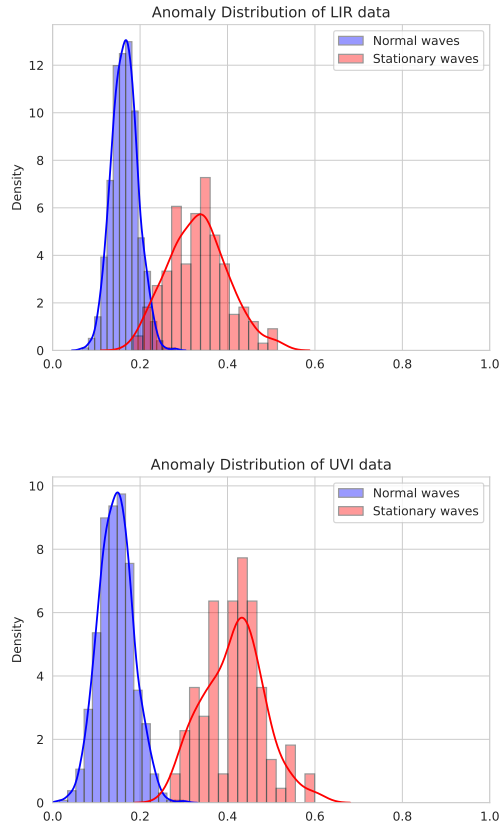 Anomaly Distribution of LIR data
Normal waves
Stationary waves
12
10
8
6
4
2
0
Density
0.0 0.2 0.4 0.6 0.8 1.0
Anomaly Distribution of UVI data
Normal waves
Stationary waves
10
8
6
4
2
0
Density
0.0 0.2 0.4 0.6 0.8 1.0